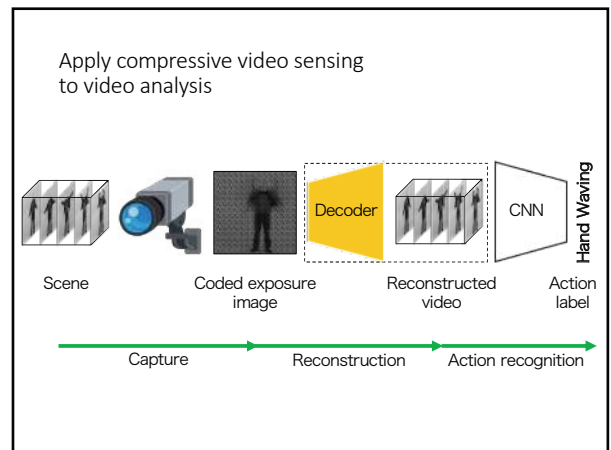 Apply compressive video sensing
to video analysis
Decoder
CNN
Hand Waving
Scene
Coded exposure
image
Reconstructed
video
Action
label
Capture
Reconstruction
Action recognition